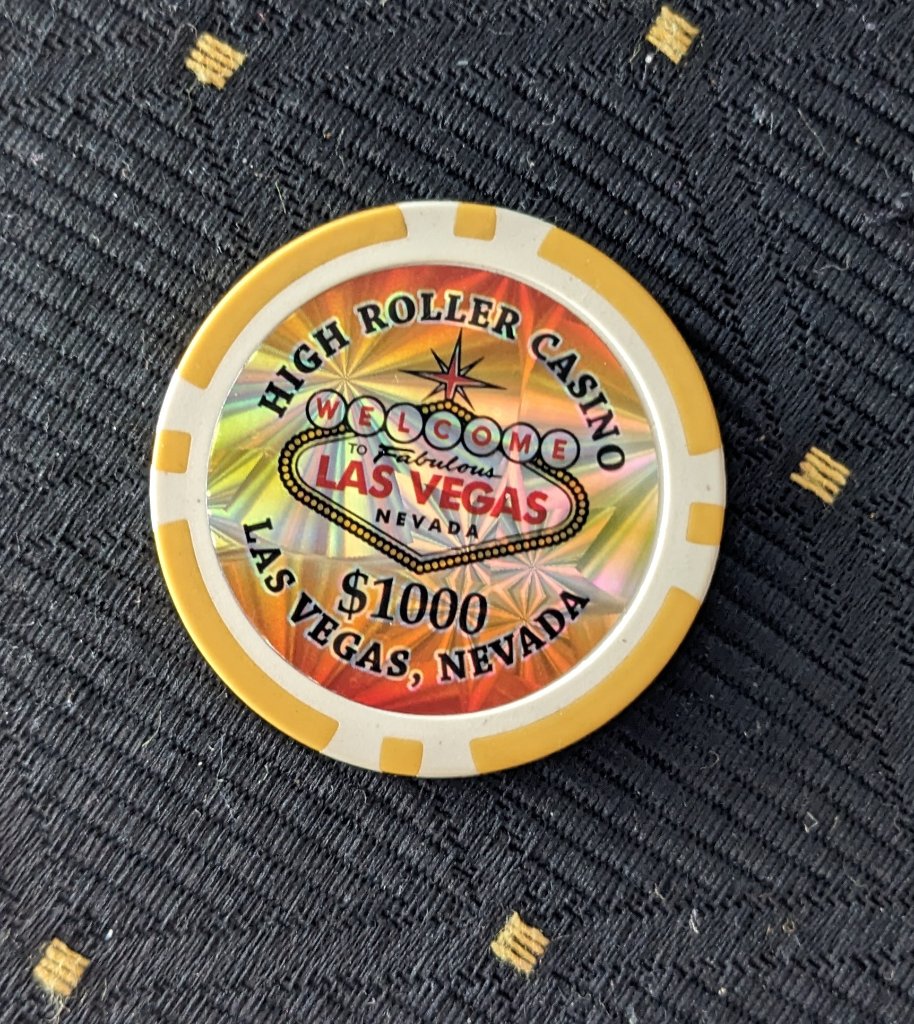 HIGH ROLLER CASINO
WELCOME
TO Fabulous
LAS VEGAS
NEVADA
$1000
LAS VEGAS, NEVADA